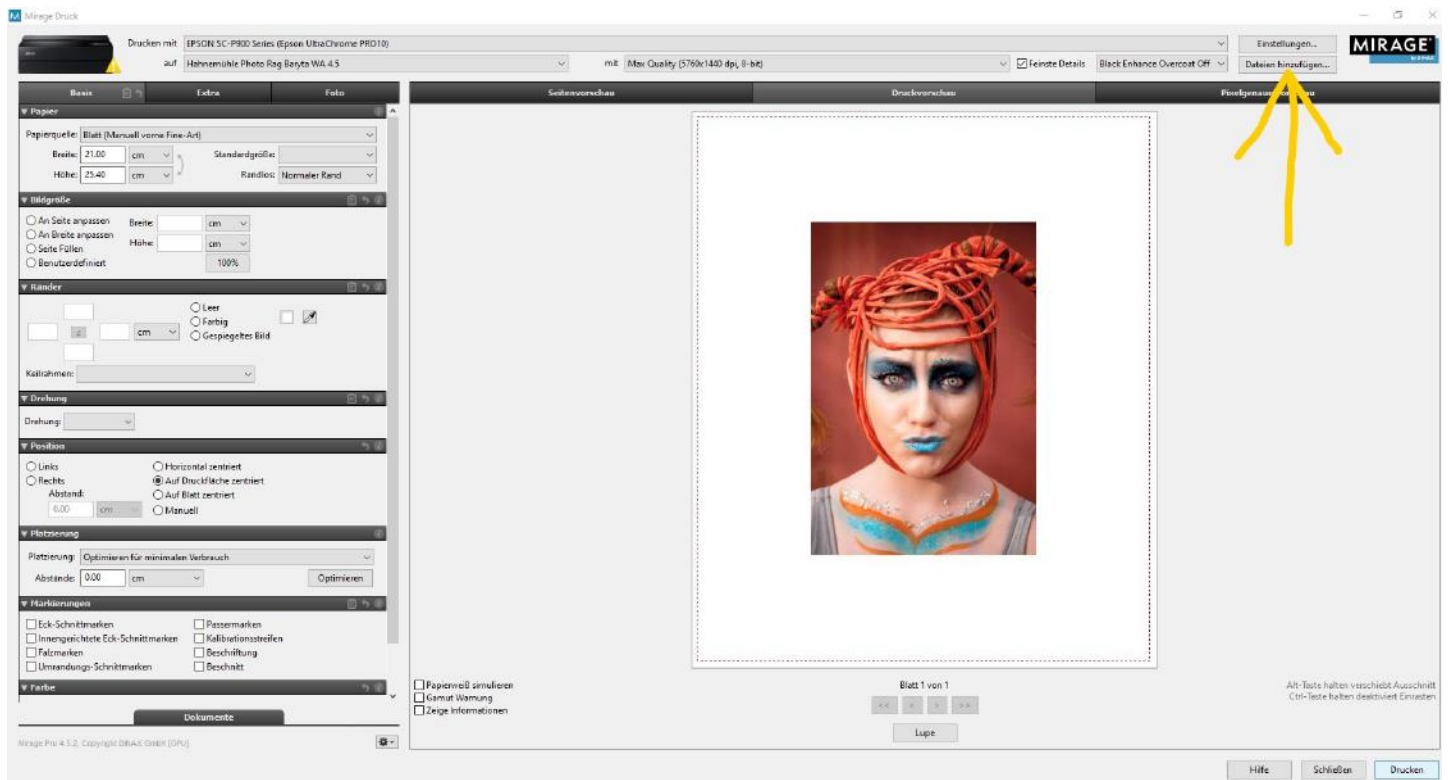 Mirage Druck
Drucken mit EPSON SC-P900 Series (Epson UltraChrome PRO10) Einstellungen...
auf Hahnemühle Photo Rag Baryta WA 4.5 mit Max Quality (5760x1440 dpi, 8-bit) Feinste Details Black Enhance Overcoat Off Dateien hinzufügen...
MIRAGE
Basis Extra Foto
Seitenvorschau Druckvorschau
Papier
Papierquelle: Blatt (Manuell vorne Fine-Art)
Breite: 21.00 cm Standardgröße:
Höhe: 25.40 cm Randlos: Normaler Rand
Bildgröße
An Seite anpassen Breite: cm
An Breite anpassen
Seite Füllen Höhe: cm
Benutzerdefiniert 100%
Ränder
Leer
Farbig
cm Gespiegeltes Bild
Keilrahmen:
Drehung
Drehung:
Position
Links Horizontal zentriert
Rechts Auf Druckfläche zentriert
Abstand: Auf Blatt zentriert
0.00 cm Manuell
Platzierung
Platzierung: Optimieren für minimalen Verbrauch
Abstände: 0.00 cm Optimieren
Markierungen
Eck-Schnittmarken Passermarken
Innengerichtete Eck-Schnittmarken Kalibrationsstreifen
Falzmarken Beschriftung
Umrandungs-Schnittmarken Beschnitt
Farbe
Dokumente
Mirage Pro 4.5.2, Copyright DINAX GmbH [GPU]
Papierweiß simulieren
Gamut Warnung
Zeige Informationen
Blatt 1 von 1
<< < > >>
Lupe
Alt-Taste halten verschiebt Ausschnitt
Ctrl-Taste halten deaktiviert Einrasten
Hilfe Schließen Drucken